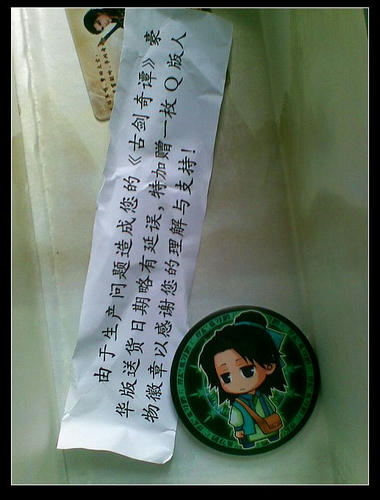 由于生产问题造成您的《古剑奇谭》豪
华版送货日期略有延误，特加赠一枚 Q 版人
物徽章以感谢您的理解与支持！